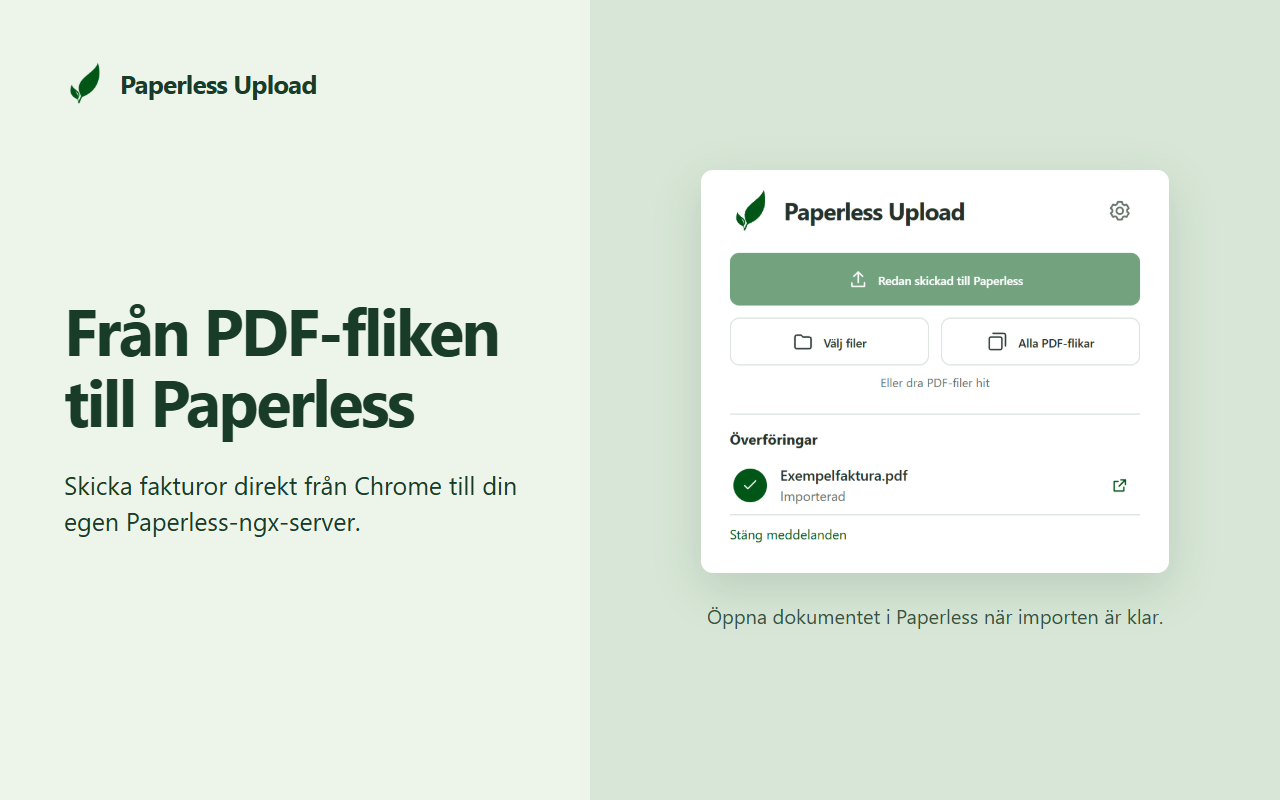 Paperless Upload
Från PDF-fliken
till Paperless
Skicka fakturor direkt från Chrome till din
egen Paperless-ngx-server.
Paperless Upload
Redan skickad till Paperless
Välj filer
Alla PDF-flikar
Eller dra PDF-filer hit
Överföringar
Exempelfaktura.pdf
Importerad
Stäng meddelanden
Öppna dokumentet i Paperless när importen är klar.